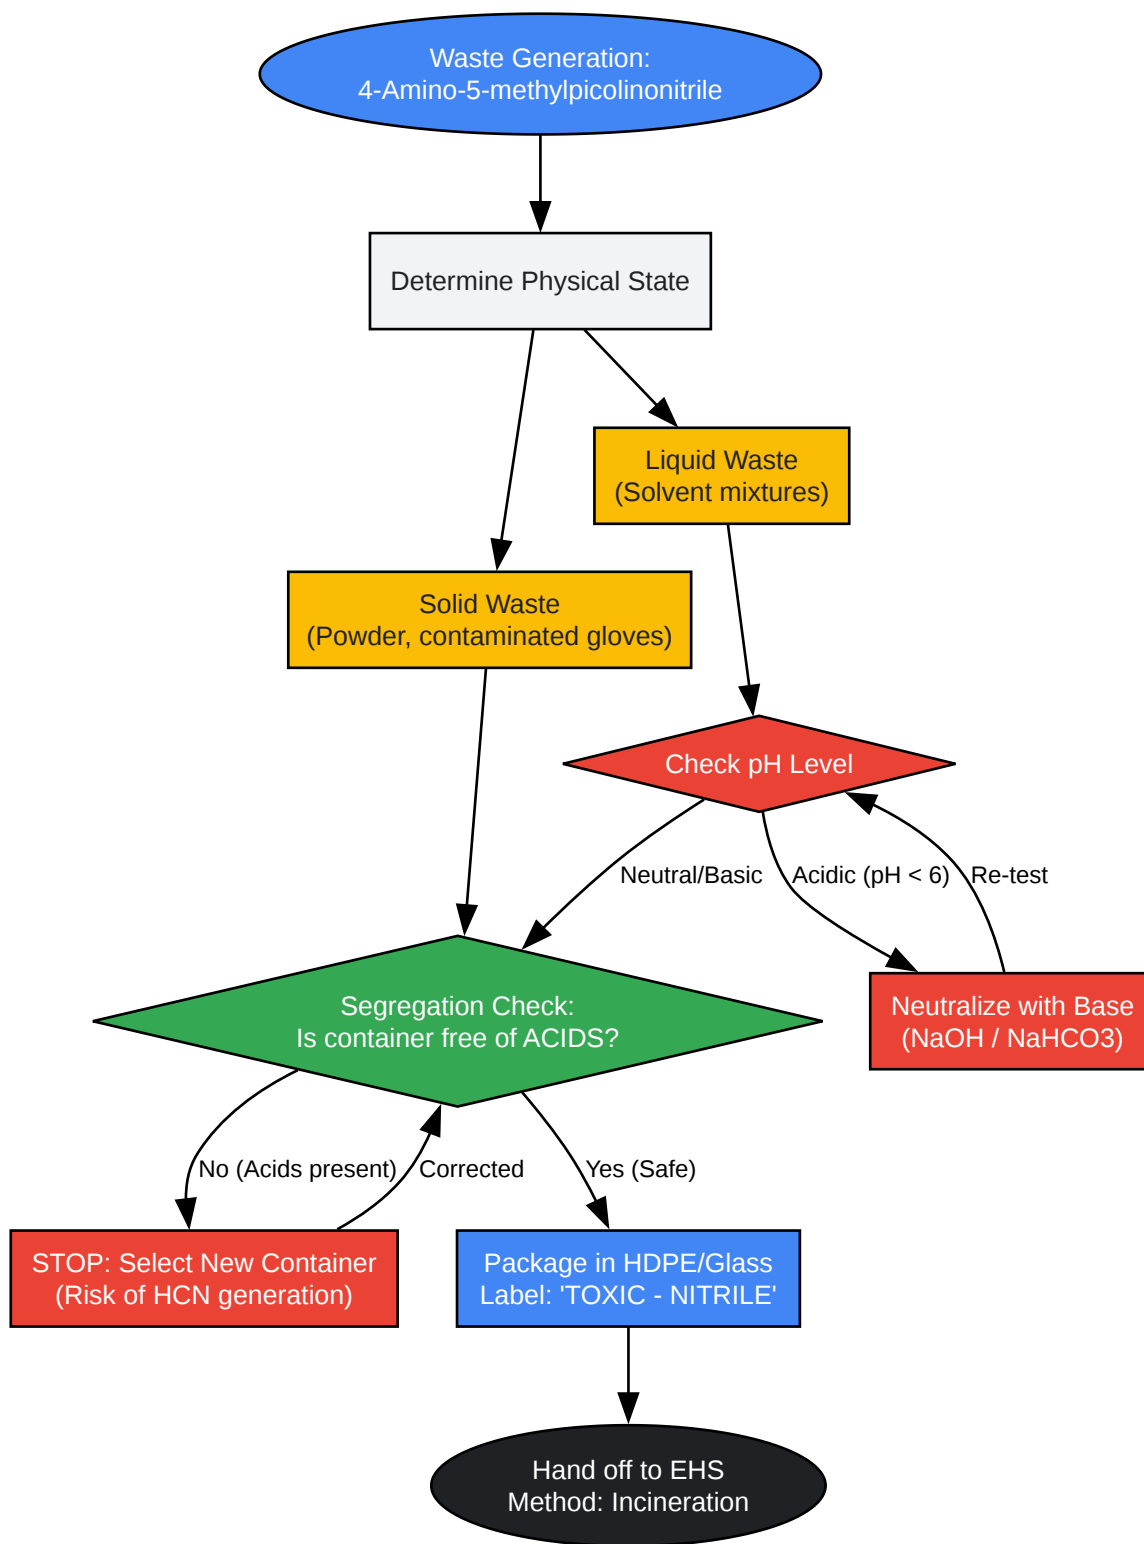 Waste Generation:
4-Amino-5-methylpicolinonitrile
Determine Physical State
Liquid Waste
(Solvent mixtures)
Solid Waste
(Powder, contaminated gloves)
Check pH Level
Neutral/Basic
Acidic (pH < 6)
Re-test
Segregation Check:
Is container free of ACIDS?
Neutralize with Base
(NaOH / NaHCO3)
No (Acids present)
Corrected
Yes (Safe)
STOP: Select New Container
(Risk of HCN generation)
Package in HDPE/Glass
Label: 'TOXIC - NITRILE'
Hand off to EHS
Method: Incineration